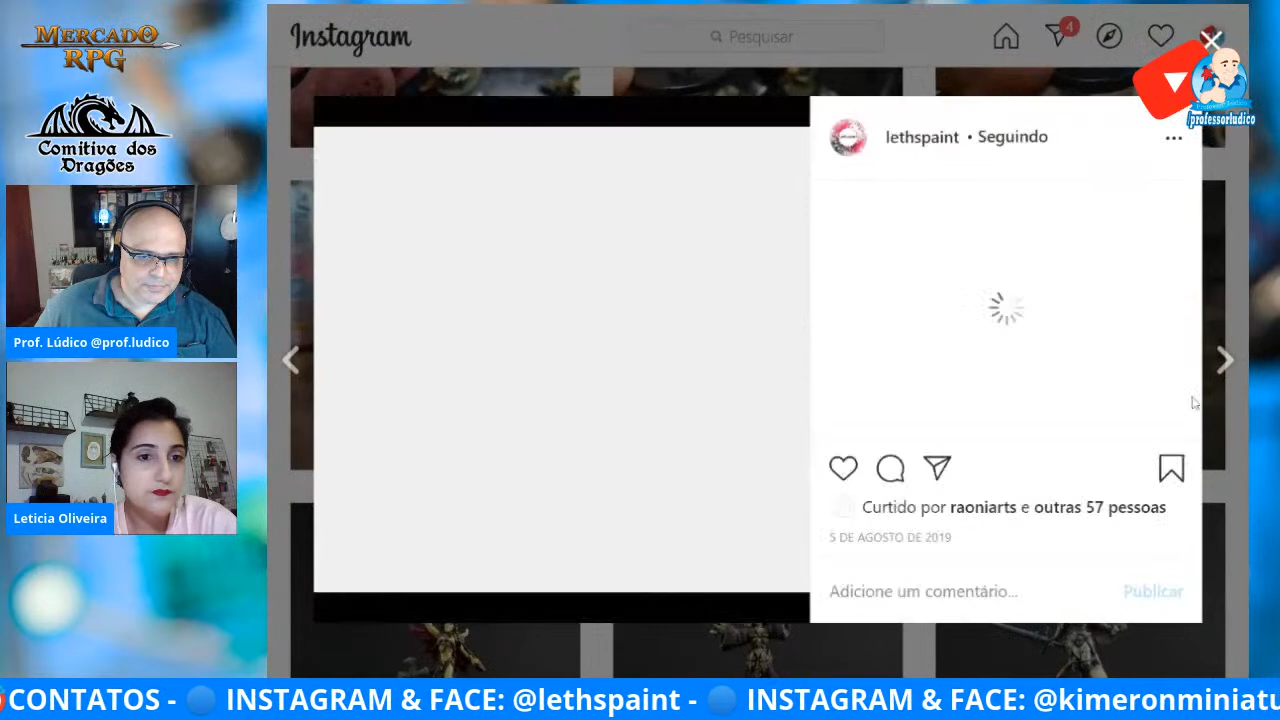 MERCADO
RPG
Comitiva dos
Dragões
Prof. Lúdico @prof.ludico
Leticia Oliveira
Instagram
Pesquisar
4
/professorludico
lethspaint • Seguindo
Curtido por raoniarts e outras 57 pessoas
5 DE AGOSTO DE 2019
Adicione um comentário...
Publicar
CONTATOS - 🔵 INSTAGRAM & FACE: @lethspaint - 🔵 INSTAGRAM & FACE: @kimeronminiatu